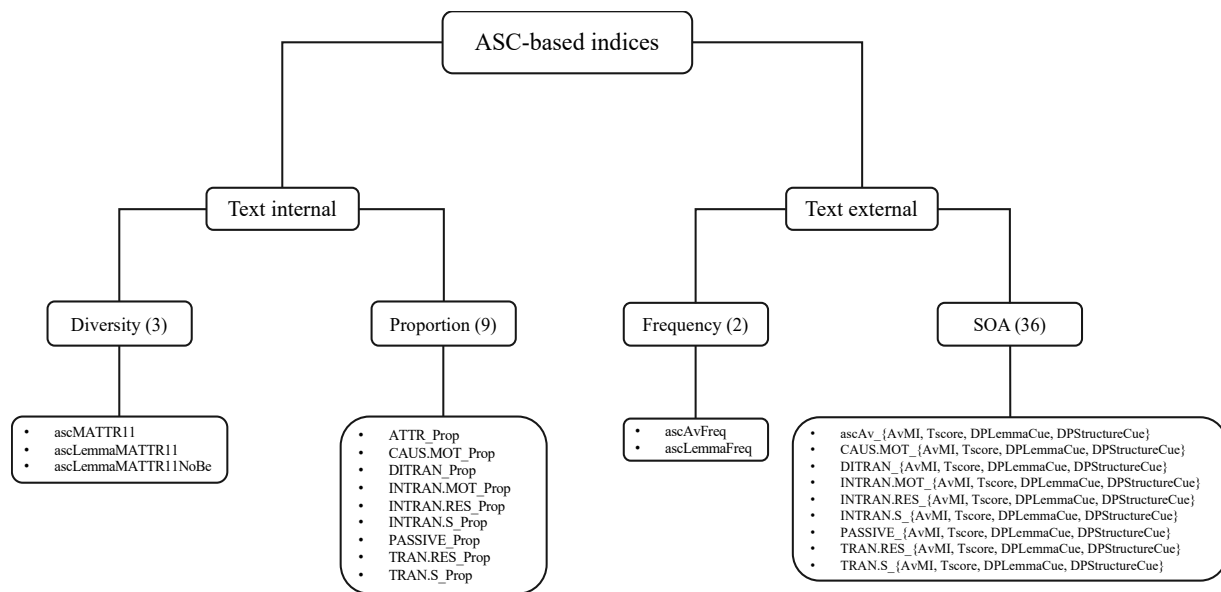 ASC-based indices
Text internal
Text external
Diversity (3)
Proportion (9)
Frequency (2)
SOA (36)
• ascMATTR11
• ascLemmaMATTR11
• ascLemmaMATTR11NoBe
• ATTR_Prop
• CAUS.MOT_Prop
• DITRAN_Prop
• INTRAN.MOT_Prop
• INTRAN.RES_Prop
• INTRAN.S_Prop
• PASSIVE_Prop
• TRAN.RES_Prop
• TRAN.S_Prop
• ascAvFreq
• ascLemmaFreq
• ascAv_{AvMI, Tscore, DPLemmaCue, DPStructureCue}
• CAUS.MOT_{AvMI, Tscore, DPLemmaCue, DPStructureCue}
• DITRAN_{AvMI, Tscore, DPLemmaCue, DPStructureCue}
• INTRAN.MOT_{AvMI, Tscore, DPLemmaCue, DPStructureCue}
• INTRAN.RES_{AvMI, Tscore, DPLemmaCue, DPStructureCue}
• INTRAN.S_{AvMI, Tscore, DPLemmaCue, DPStructureCue}
• PASSIVE_{AvMI, Tscore, DPLemmaCue, DPStructureCue}
• TRAN.RES_{AvMI, Tscore, DPLemmaCue, DPStructureCue}
• TRAN.S_{AvMI, Tscore, DPLemmaCue, DPStructureCue}